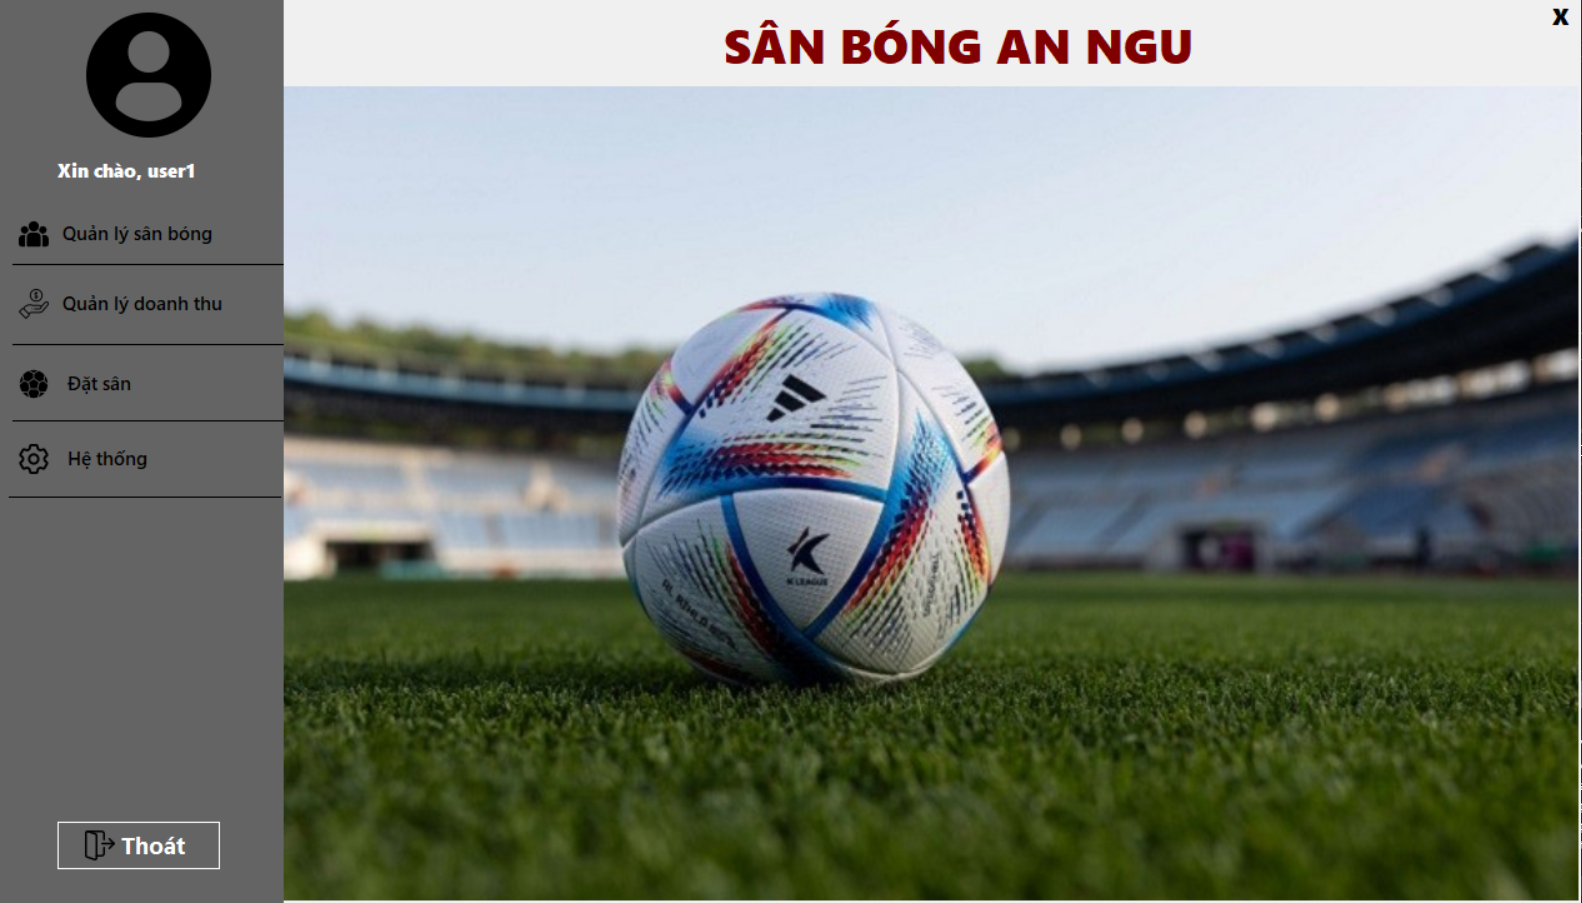 X
SÂN BÓNG AN NGU
Xin chào, user1
Quản lý sân bóng
Quản lý doanh thu
Đặt sân
Hệ thống
Thoát
K LEAGUE